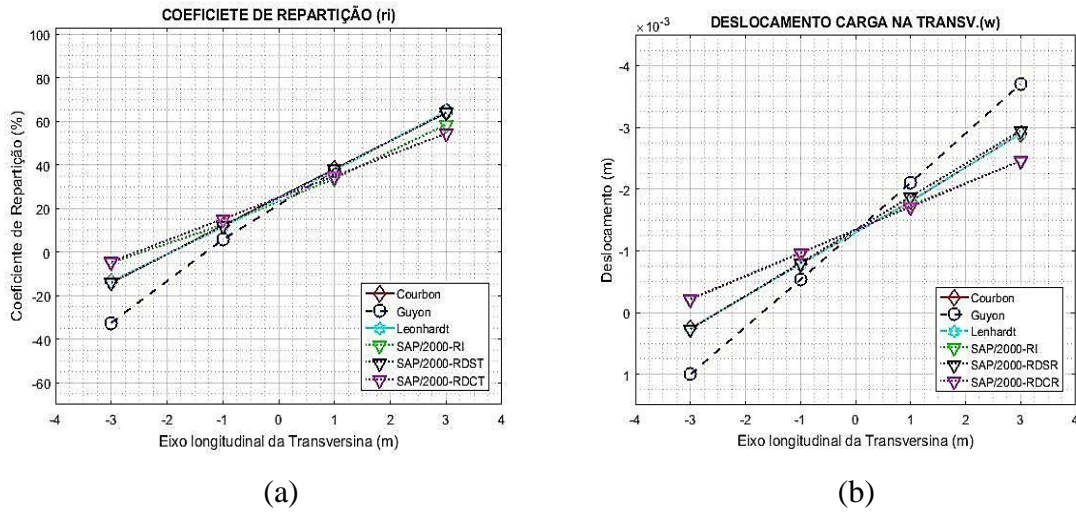 COEFICIETE DE REPARTIÇÃO (ri)
100
80
60
40
20
0
-20
-40
-60
Coeficiente de Repartição (%)
Courbon
Guyon
Leonhardt
SAP/2000-RI
SAP/2000-RDST
SAP/2000-RDCT
-4 -3 -2 -1 0 1 2 3 4
Eixo longitudinal da Transversina (m)
(a)
× 10⁻³
DESLOCAMENTO CARGA NA TRANSV.(w)
-4
-3
-2
-1
0
1
Deslocamento (m)
Courbon
Guyon
Lenhardt
SAP/2000-RI
SAP/2000-RDSR
SAP/2000-RDCR
-4 -3 -2 -1 0 1 2 3 4
Eixo longitudinal da Transversina (m)
(b)